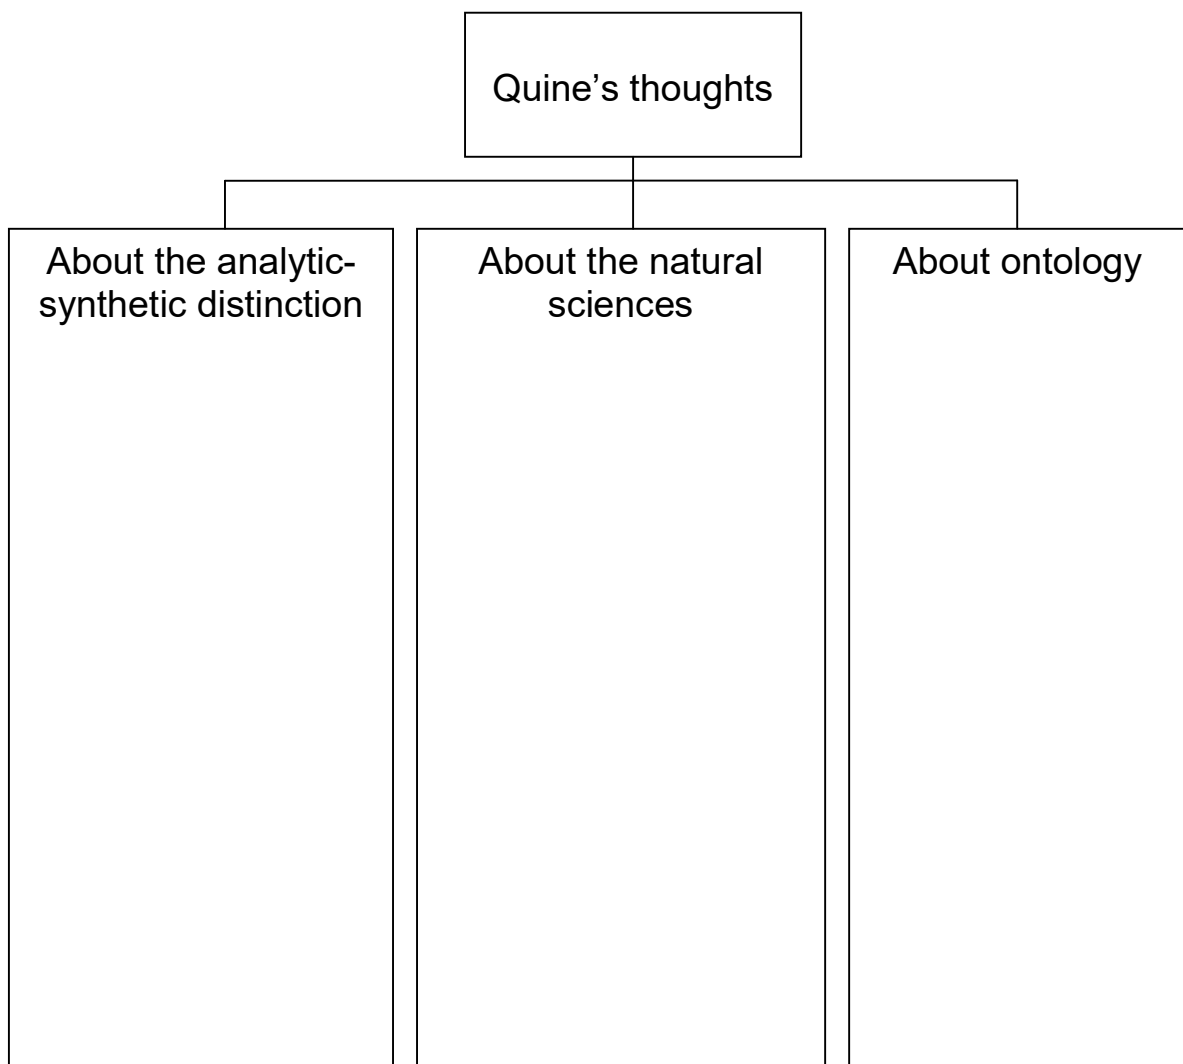 Quine’s thoughts
About the analytic-
synthetic distinction
About the natural
sciences
About ontology